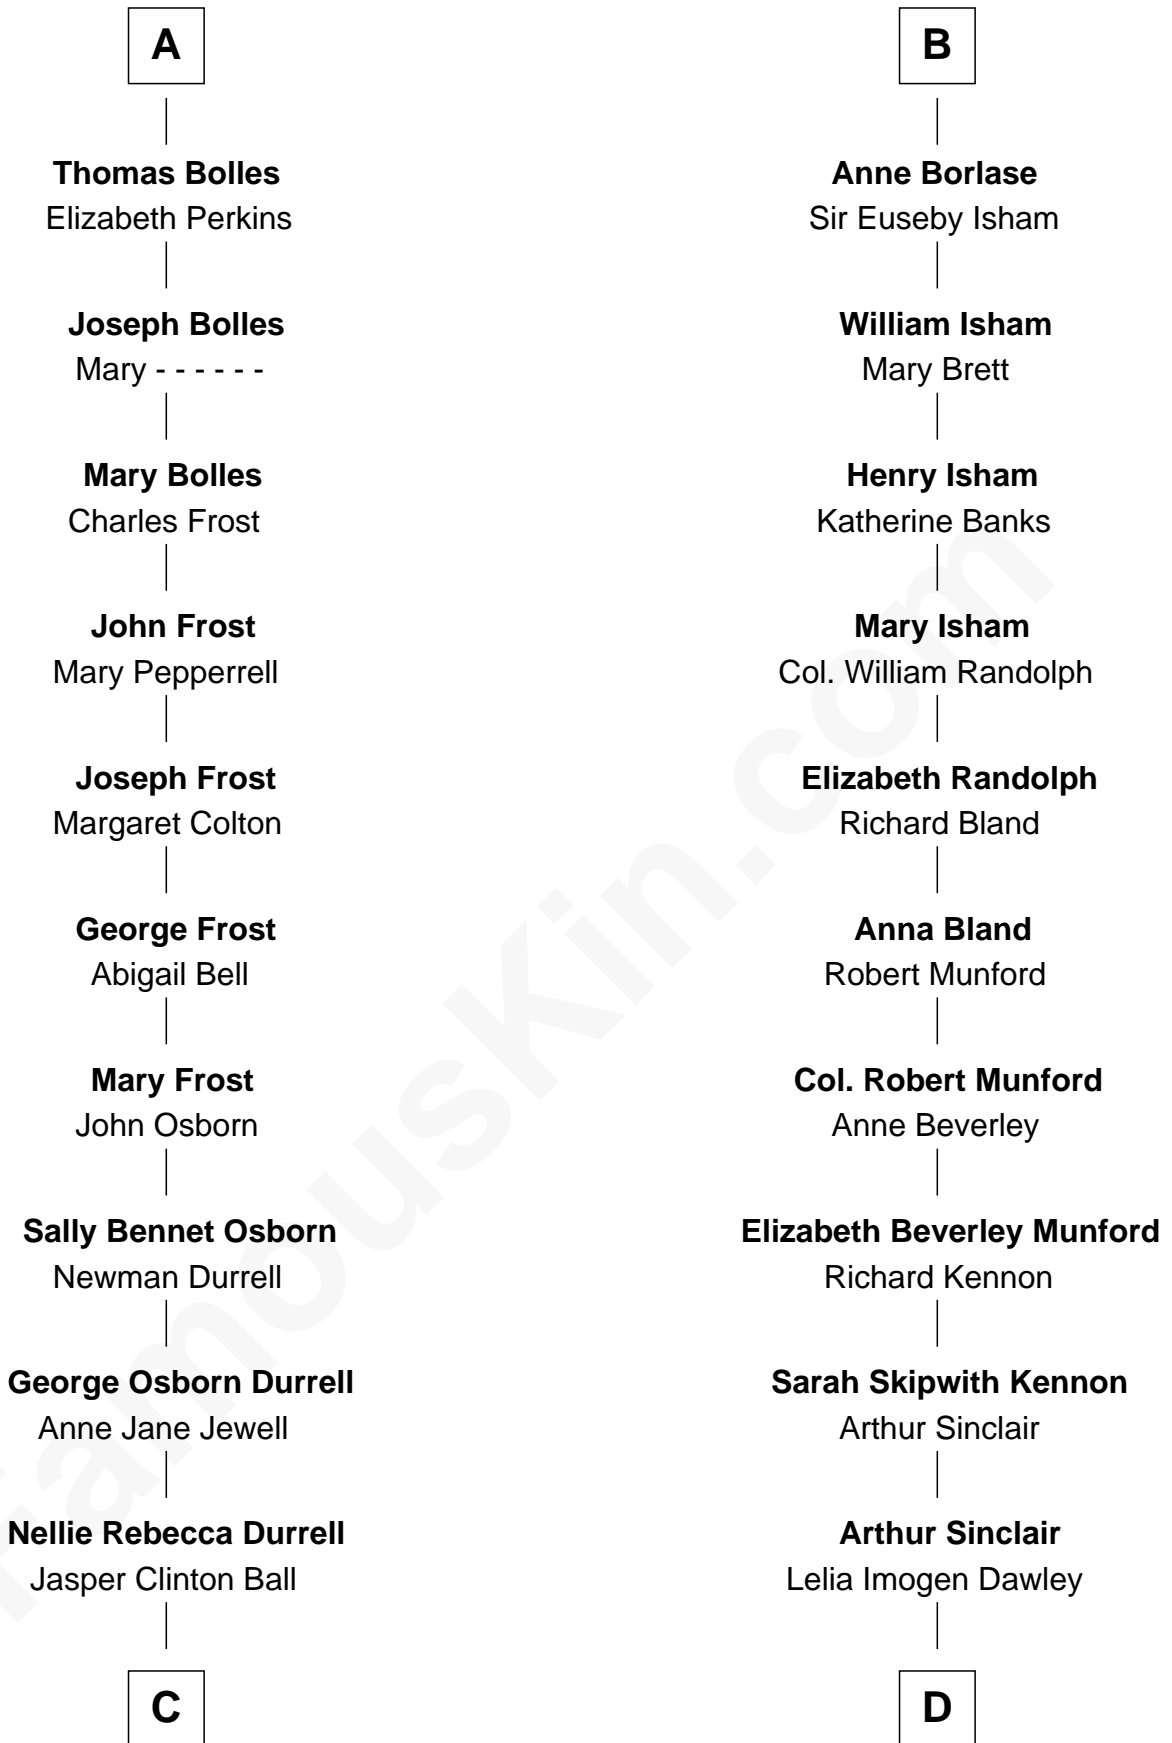 A
Thomas Bolles
Elizabeth Perkins
Joseph Bolles
Mary - - - - - -
Mary Bolles
Charles Frost
John Frost
Mary Pepperrell
Joseph Frost
Margaret Colton
George Frost
Abigail Bell
Mary Frost
John Osborn
Sally Bennet Osborn
Newman Durrell
George Osborn Durrell
Anne Jane Jewell
Nellie Rebecca Durrell
Jasper Clinton Ball
C
B
Anne Borlase
Sir Euseby Isham
William Isham
Mary Brett
Henry Isham
Katherine Banks
Mary Isham
Col. William Randolph
Elizabeth Randolph
Richard Bland
Anna Bland
Robert Munford
Col. Robert Munford
Anne Beverley
Elizabeth Beverley Munford
Richard Kennon
Sarah Skipwith Kennon
Arthur Sinclair
Arthur Sinclair
Lelia Imogen Dawley
D
FamousKin.com